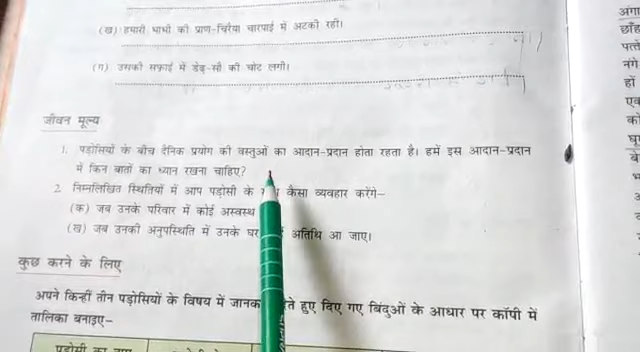 (ख) हमारी भाभी की प्राण-चिरैया चारपाई में अटकी रही।
(ग) उसकी सफ़ाई में डेढ़-सौ की चोट लगी।
जीवन मूल्य
1. पड़ोसियों के बीच दैनिक प्रयोग की वस्तुओं का आदान-प्रदान होता रहता है। हमें इस आदान-प्रदान
में किन बातों का ध्यान रखना चाहिए?
2. निम्नलिखित स्थितियों में आप पड़ोसी के कैसा व्यवहार करेंगे–
(क) जब उनके परिवार में कोई अस्वस्थ
(ख) जब उनकी अनुपस्थिति में उनके घर अतिथि आ जाए।
कुछ करने के लिए
अपने किन्हीं तीन पड़ोसियों के विषय में हुए दिए गए बिंदुओं के आधार पर कॉपी में
तालिका बनाइए–
पड़ोसी का नाम